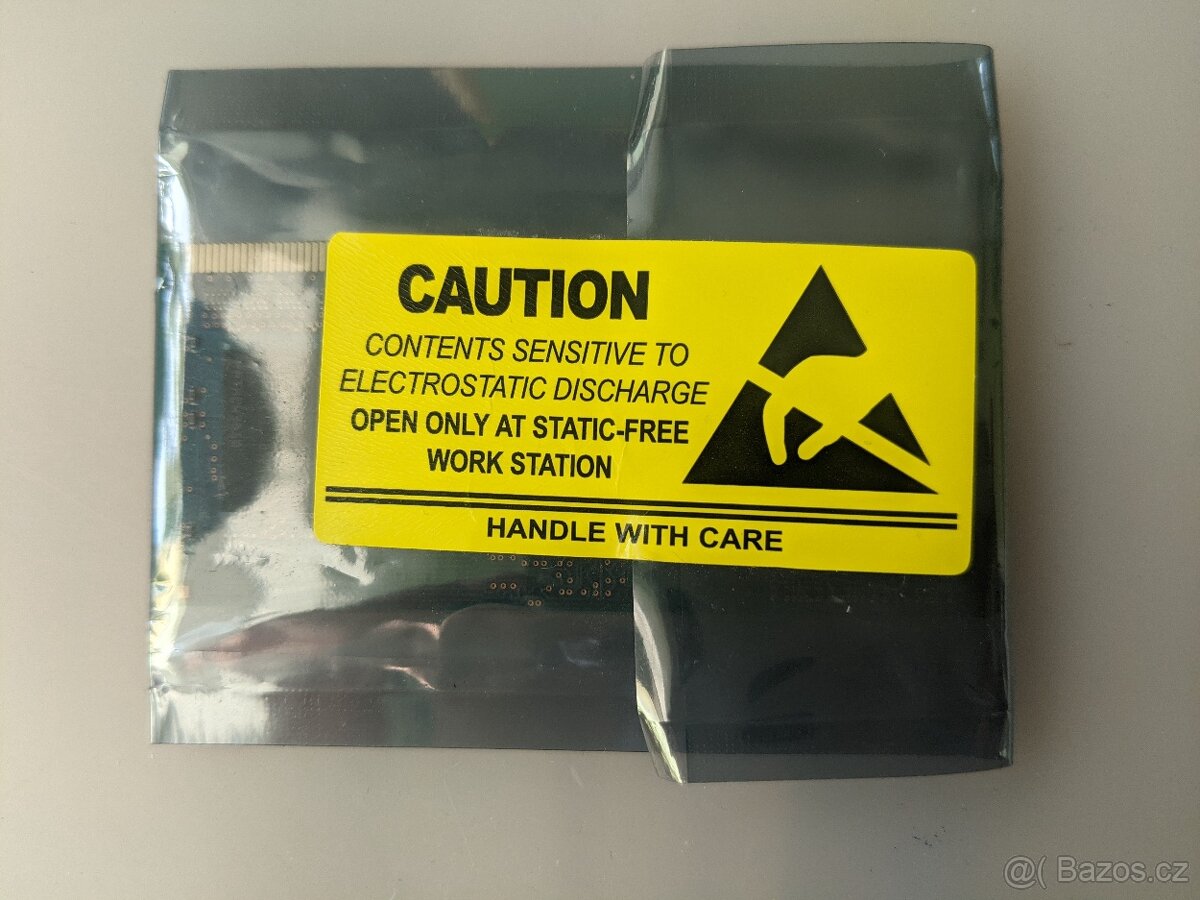 CAUTION
CONTENTS SENSITIVE TO
ELECTROSTATIC DISCHARGE
OPEN ONLY AT STATIC-FREE
WORK STATION
HANDLE WITH CARE
@( Bazos.cz